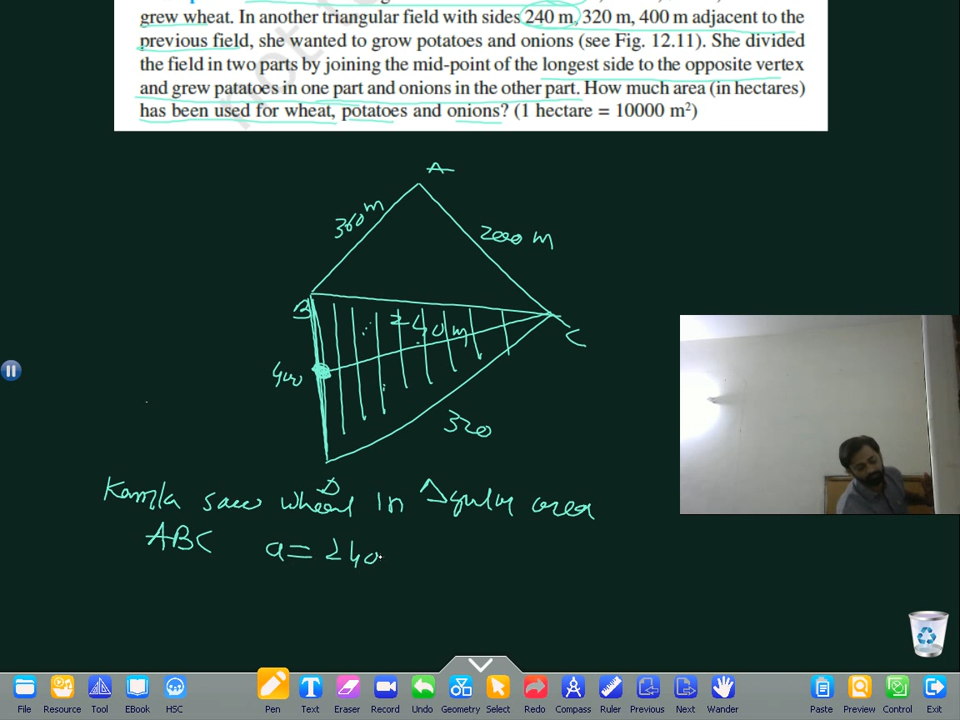 grew wheat. In another triangular field with sides 240 m, 320 m, 400 m adjacent to the
previous field, she wanted to grow potatoes and onions (see Fig. 12.11). She divided
the field in two parts by joining the mid-point of the longest side to the opposite vertex
and grew patatoes in one part and onions in the other part. How much area (in hectares)
has been used for wheat, potatoes and onions? (1 hectare = 10000 m²)
A
360 m
2000 m
B
240 m
C
400
320
D
Kamla saw wheat in Δgular area
ABC a = 240
File Resource Tool EBook HSC Pen Text Eraser Record Undo Geometry Select Redo Compass Ruler Previous Next Wander Paste Preview Control Exit